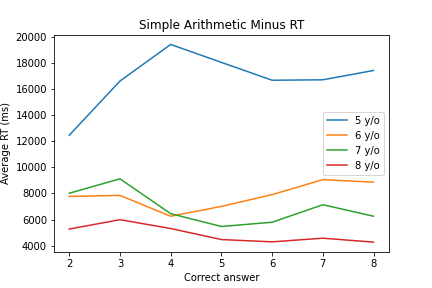 Simple Arithmetic Minus RT
Average RT (ms)
20000
18000
16000
14000
12000
10000
8000
6000
4000
5 y/o
6 y/o
7 y/o
8 y/o
2 3 4 5 6 7 8
Correct answer